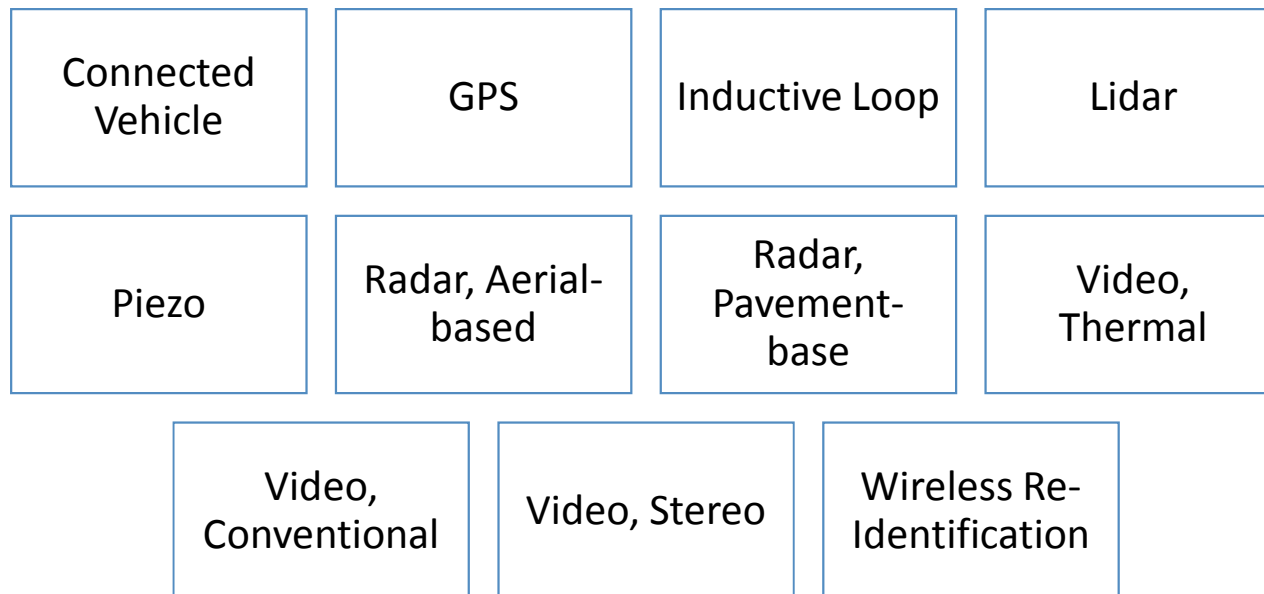 Connected
Vehicle
GPS
Inductive Loop
Lidar
Piezo
Radar, Aerial-
based
Radar,
Pavement-
base
Video,
Thermal
Video,
Conventional
Video, Stereo
Wireless Re-
Identification